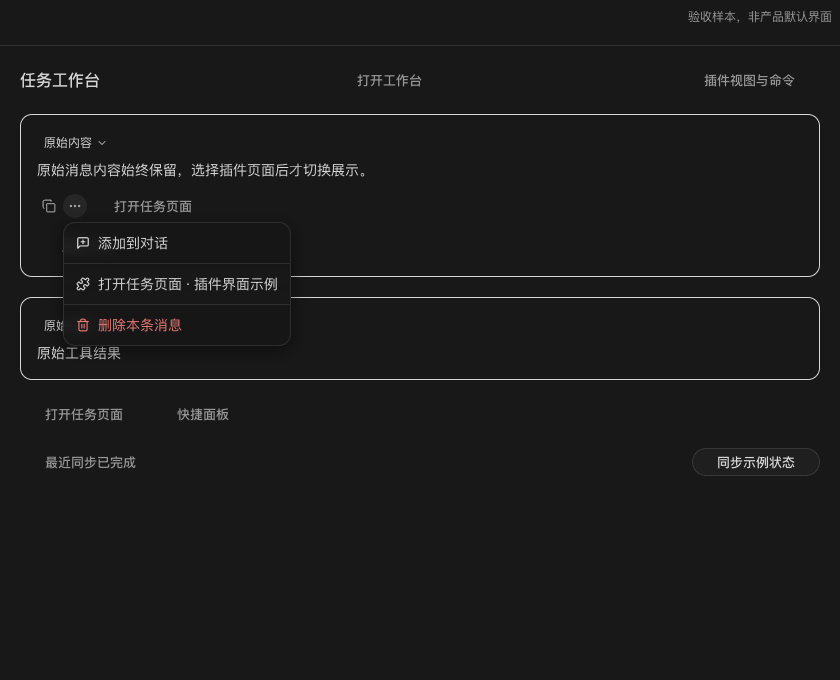 验收样本，非产品默认界面
任务工作台
打开工作台
插件视图与命令
原始内容
原始消息内容始终保留，选择插件页面后才切换展示。
打开任务页面
添加到对话
打开任务页面 · 插件界面示例
删除本条消息
原始
原始工具结果
打开任务页面
快捷面板
最近同步已完成
同步示例状态